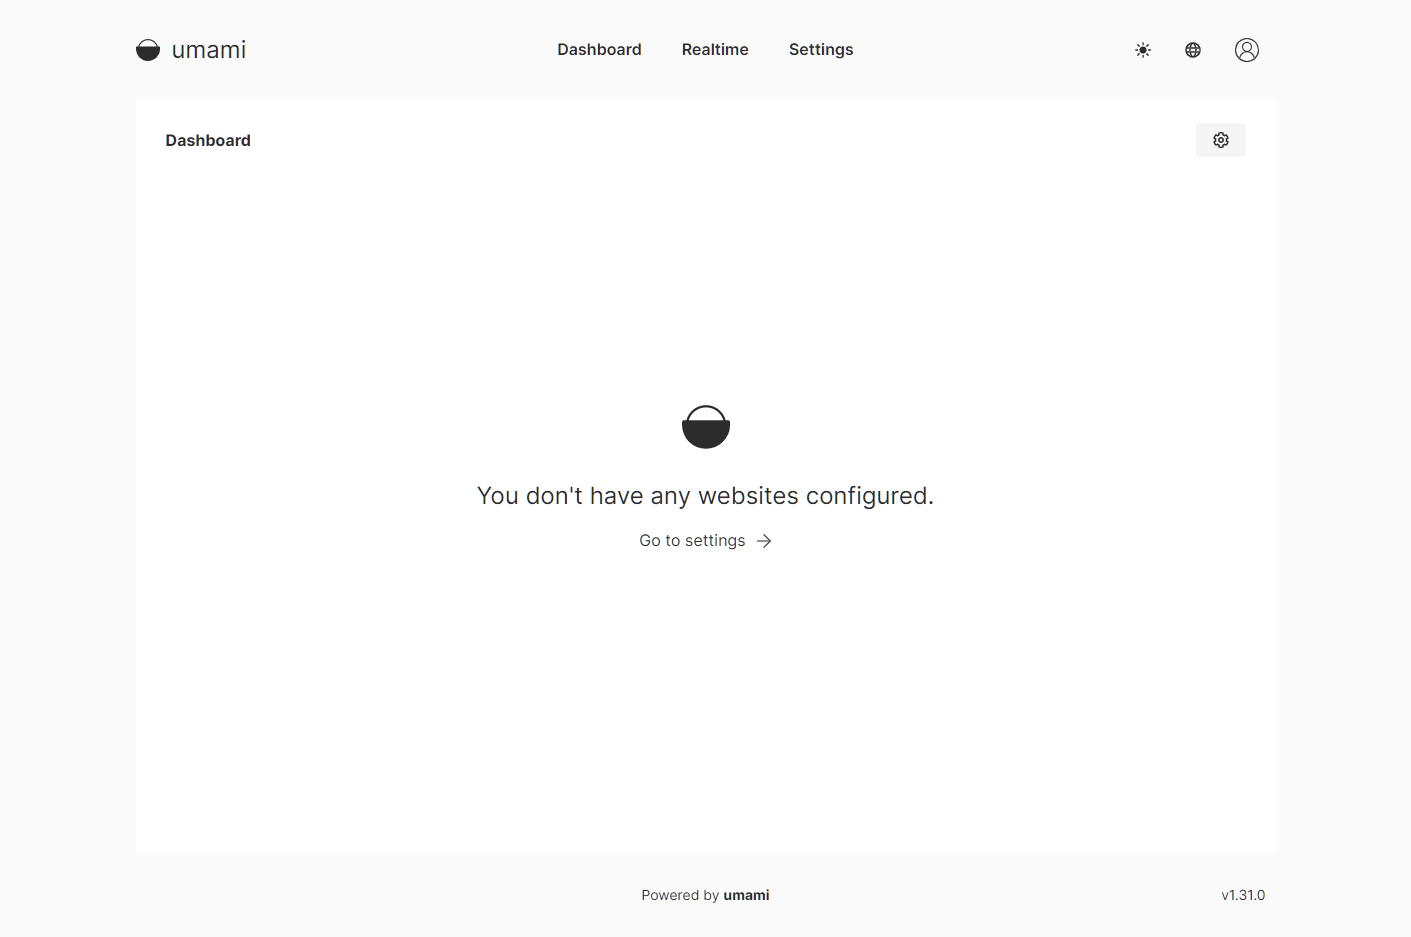 umami
Dashboard
Realtime
Settings
Dashboard
You don't have any websites configured.
Go to settings
Powered by umami
v1.31.0